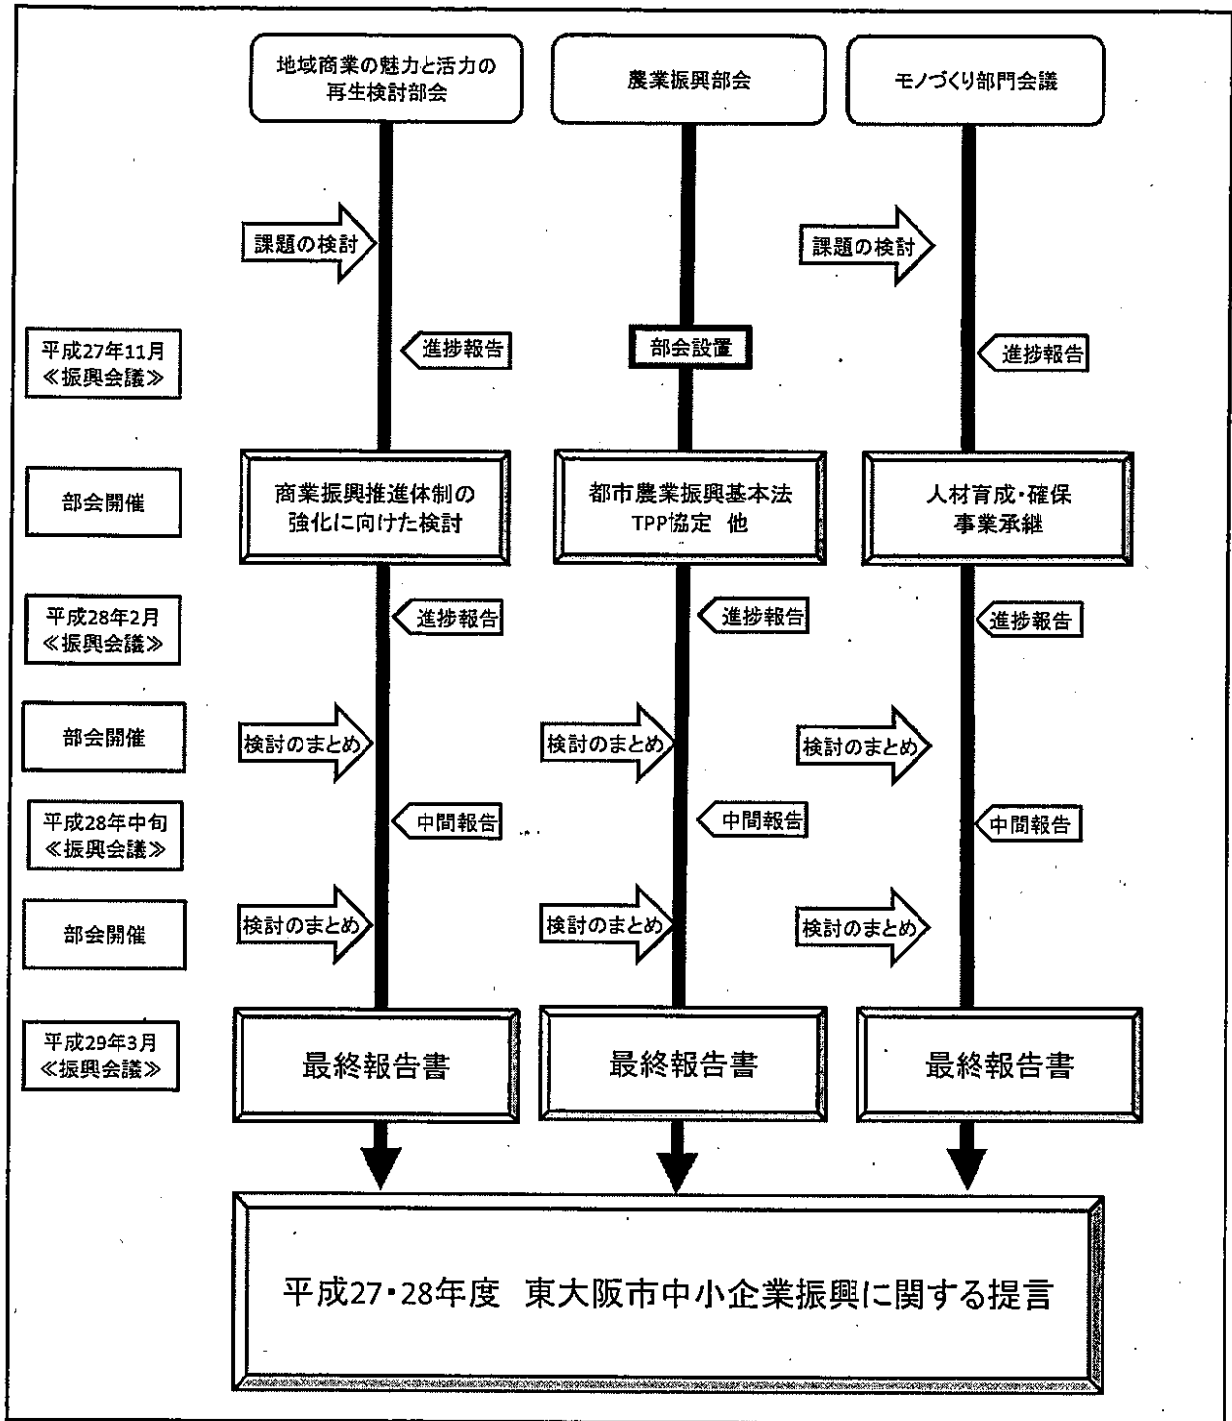 地域商業の魅力と活力の
再生検討部会
農業振興部会
モノづくり部門会議
課題の検討
課題の検討
平成27年11月
≪振興会議≫
進捗報告
部会設置
進捗報告
部会開催
商業振興推進体制の
強化に向けた検討
都市農業振興基本法
TPP協定 他
人材育成・確保
事業承継
平成28年2月
≪振興会議≫
進捗報告
進捗報告
進捗報告
部会開催
検討のまとめ
検討のまとめ
検討のまとめ
平成28年中旬
≪振興会議≫
中間報告
中間報告
中間報告
部会開催
検討のまとめ
検討のまとめ
検討のまとめ
平成29年3月
≪振興会議≫
最終報告書
最終報告書
最終報告書
平成27・28年度 東大阪市中小企業振興に関する提言